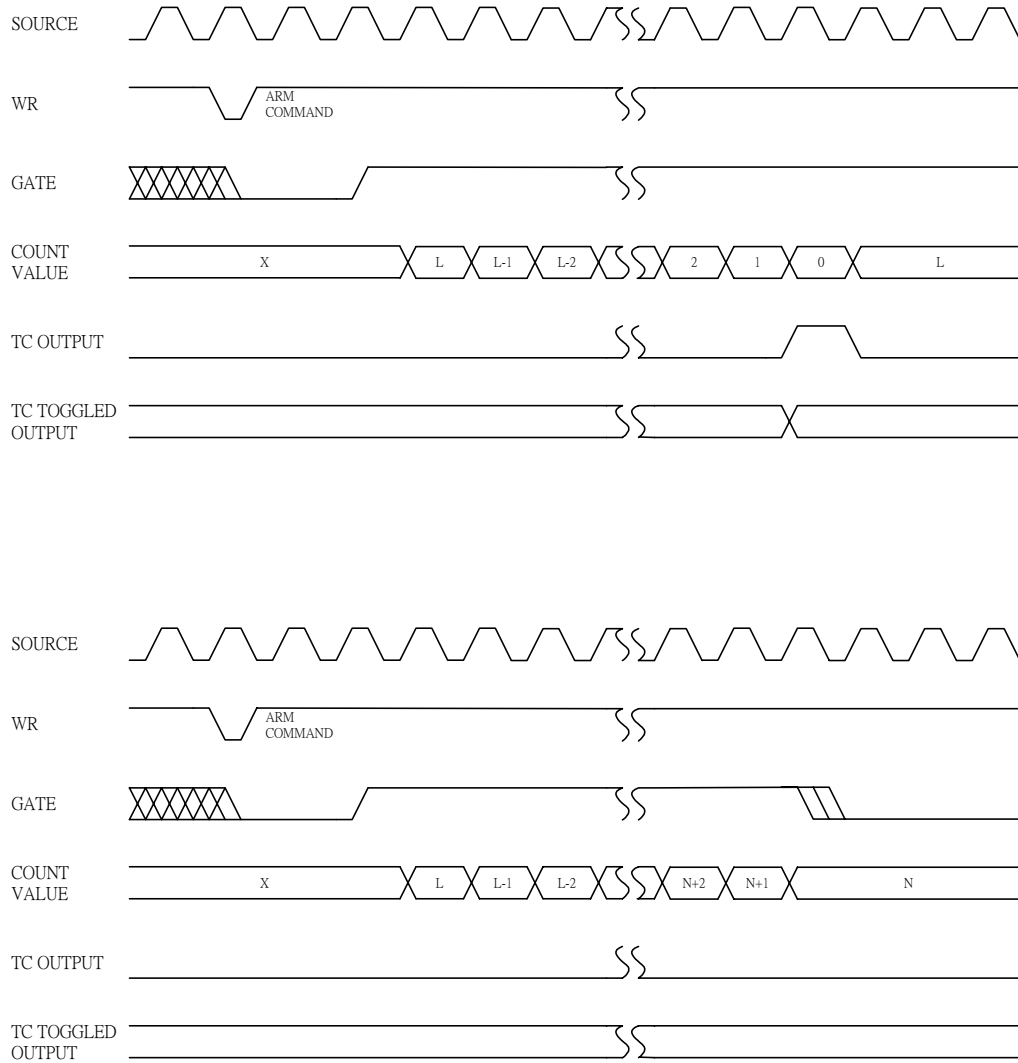 SOURCE
WR
ARM
COMMAND
GATE
COUNT
VALUE
X L L-1 L-2 2 1 0 L
TC OUTPUT
TC TOGGLED
OUTPUT
SOURCE
WR
ARM
COMMAND
GATE
COUNT
VALUE
X L L-1 L-2 N+2 N+1 N
TC OUTPUT
TC TOGGLED
OUTPUT